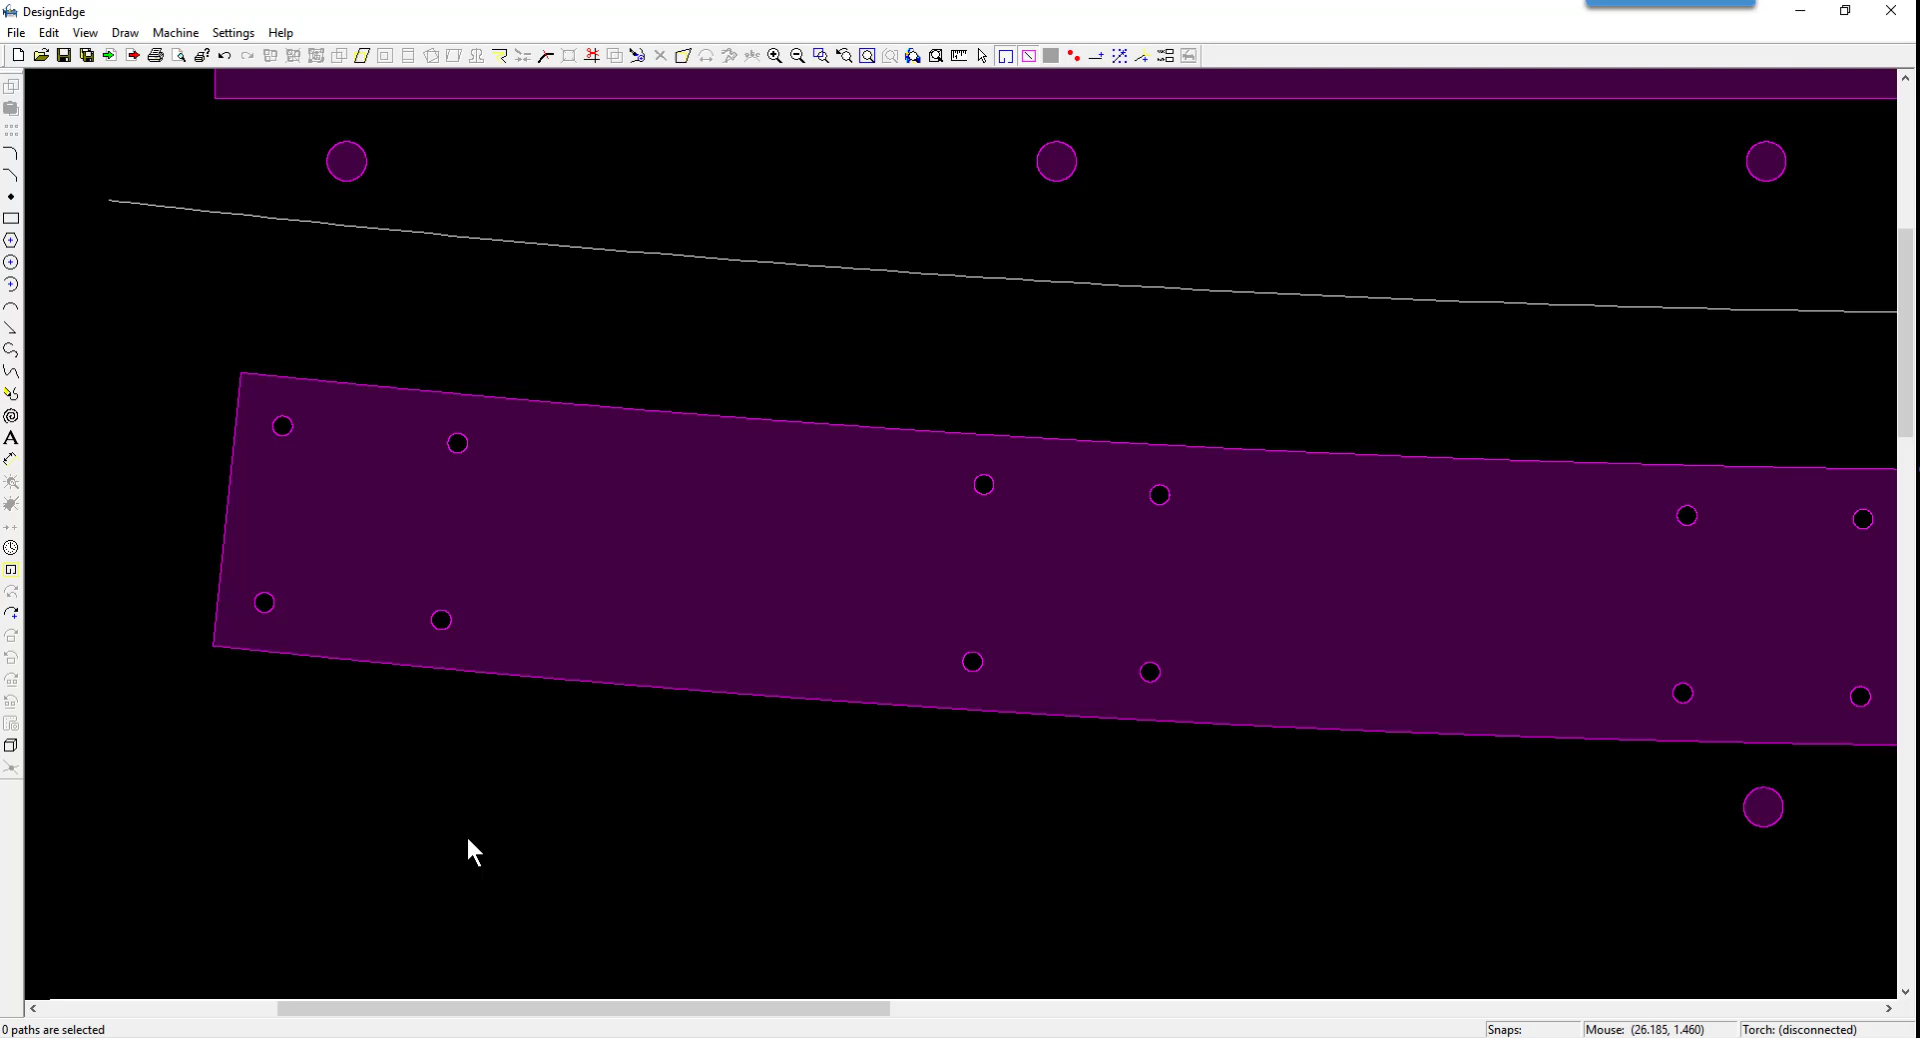 DesignEdge
File Edit View Draw Machine Settings Help
A
0 paths are selected
Snaps: Mouse: (26.185, 1.460) Torch: (disconnected)